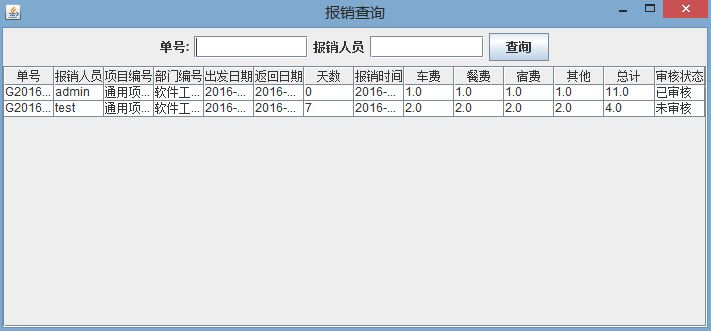 报销查询
单号: 报销人员 查询
单号 报销人员 项目编号 部门编号 出发日期 返回日期 天数 报销时间 车费 餐费 宿费 其他 总计 审核状态
G2016... admin 通用项... 软件工... 2016-... 2016-... 0 2016-... 1.0 1.0 1.0 1.0 11.0 已审核
G2016... test 通用项... 软件工... 2016-... 2016-... 7 2016-... 2.0 2.0 2.0 2.0 4.0 未审核